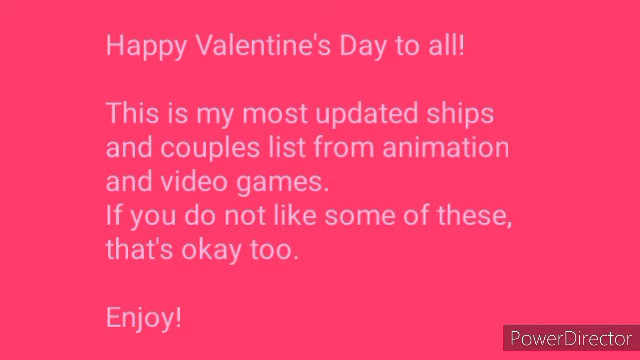 Happy Valentine's Day to all!
This is my most updated ships
and couples list from animation
and video games.
If you do not like some of these,
that's okay too.
Enjoy!
PowerDirector